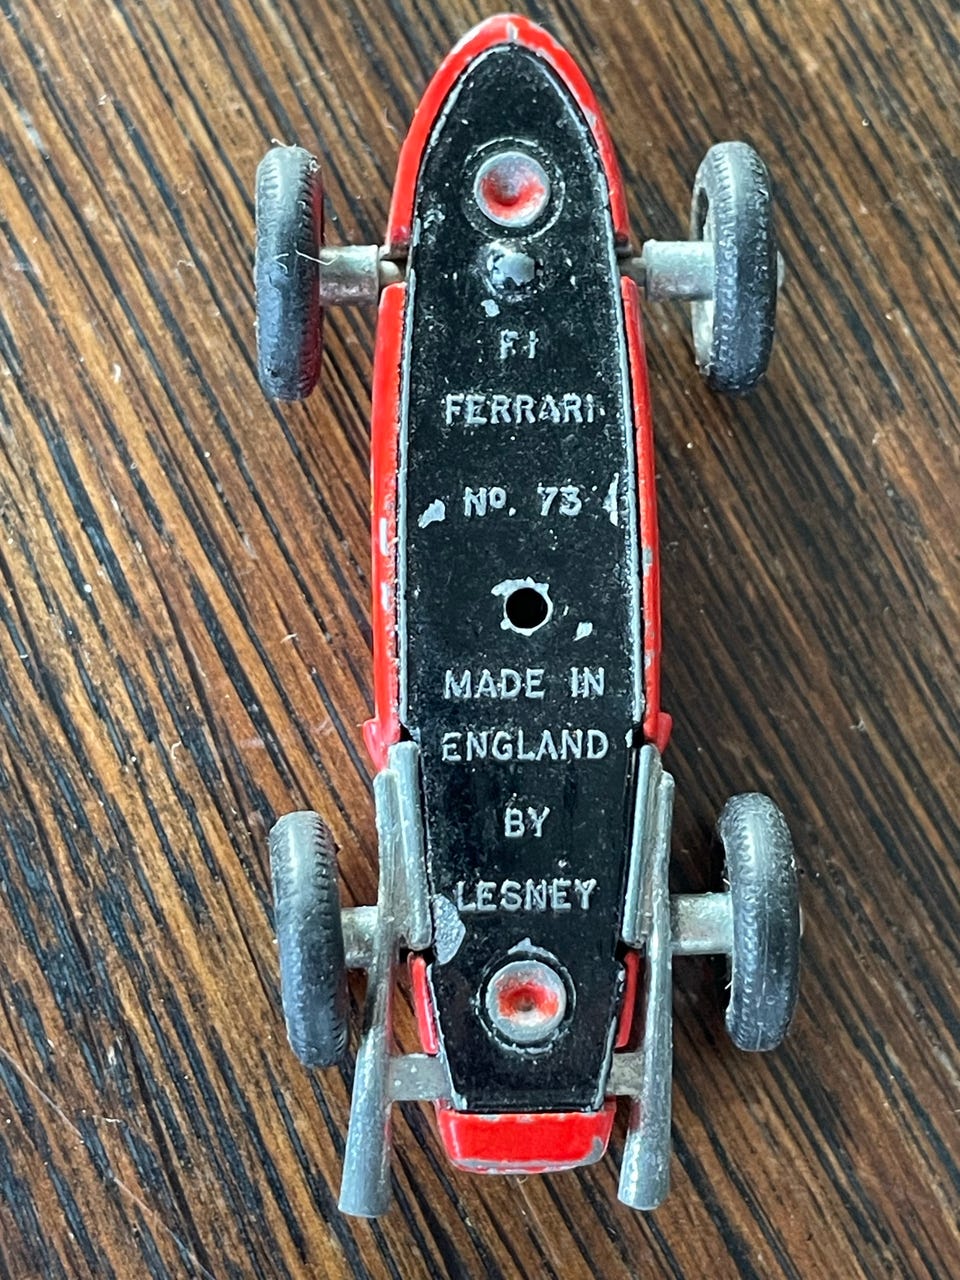 F1
FERRARI
Nº. 73
MADE IN
ENGLAND
BY
LESNEY